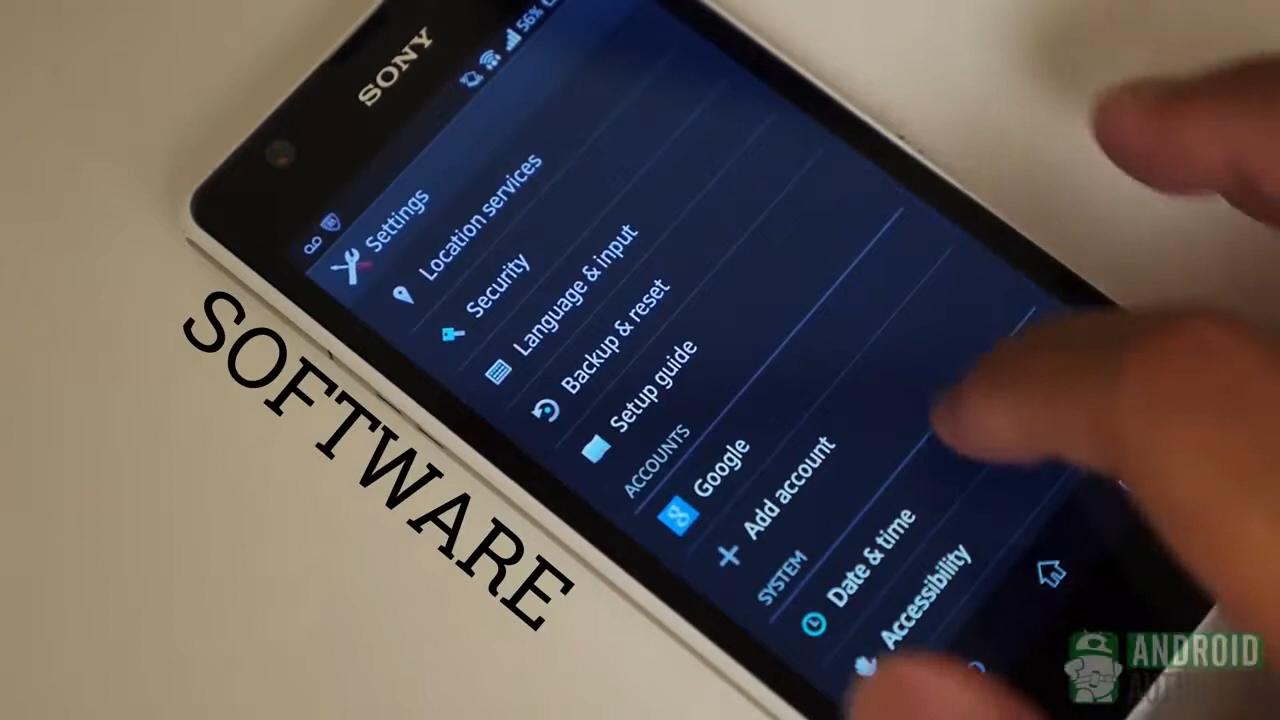 SONY
56%
Settings
Location services
Security
Language & input
Backup & reset
Setup guide
ACCOUNTS
Google
Add account
SYSTEM
Date & time
Accessibility
SOFTWARE
ANDROID